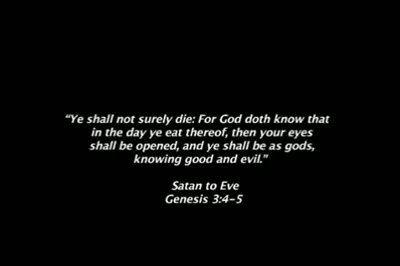 “Ye shall not surely die: For God doth know that
in the day ye eat thereof, then your eyes
shall be opened, and ye shall be as gods,
knowing good and evil.”
Satan to Eve
Genesis 3:4-5